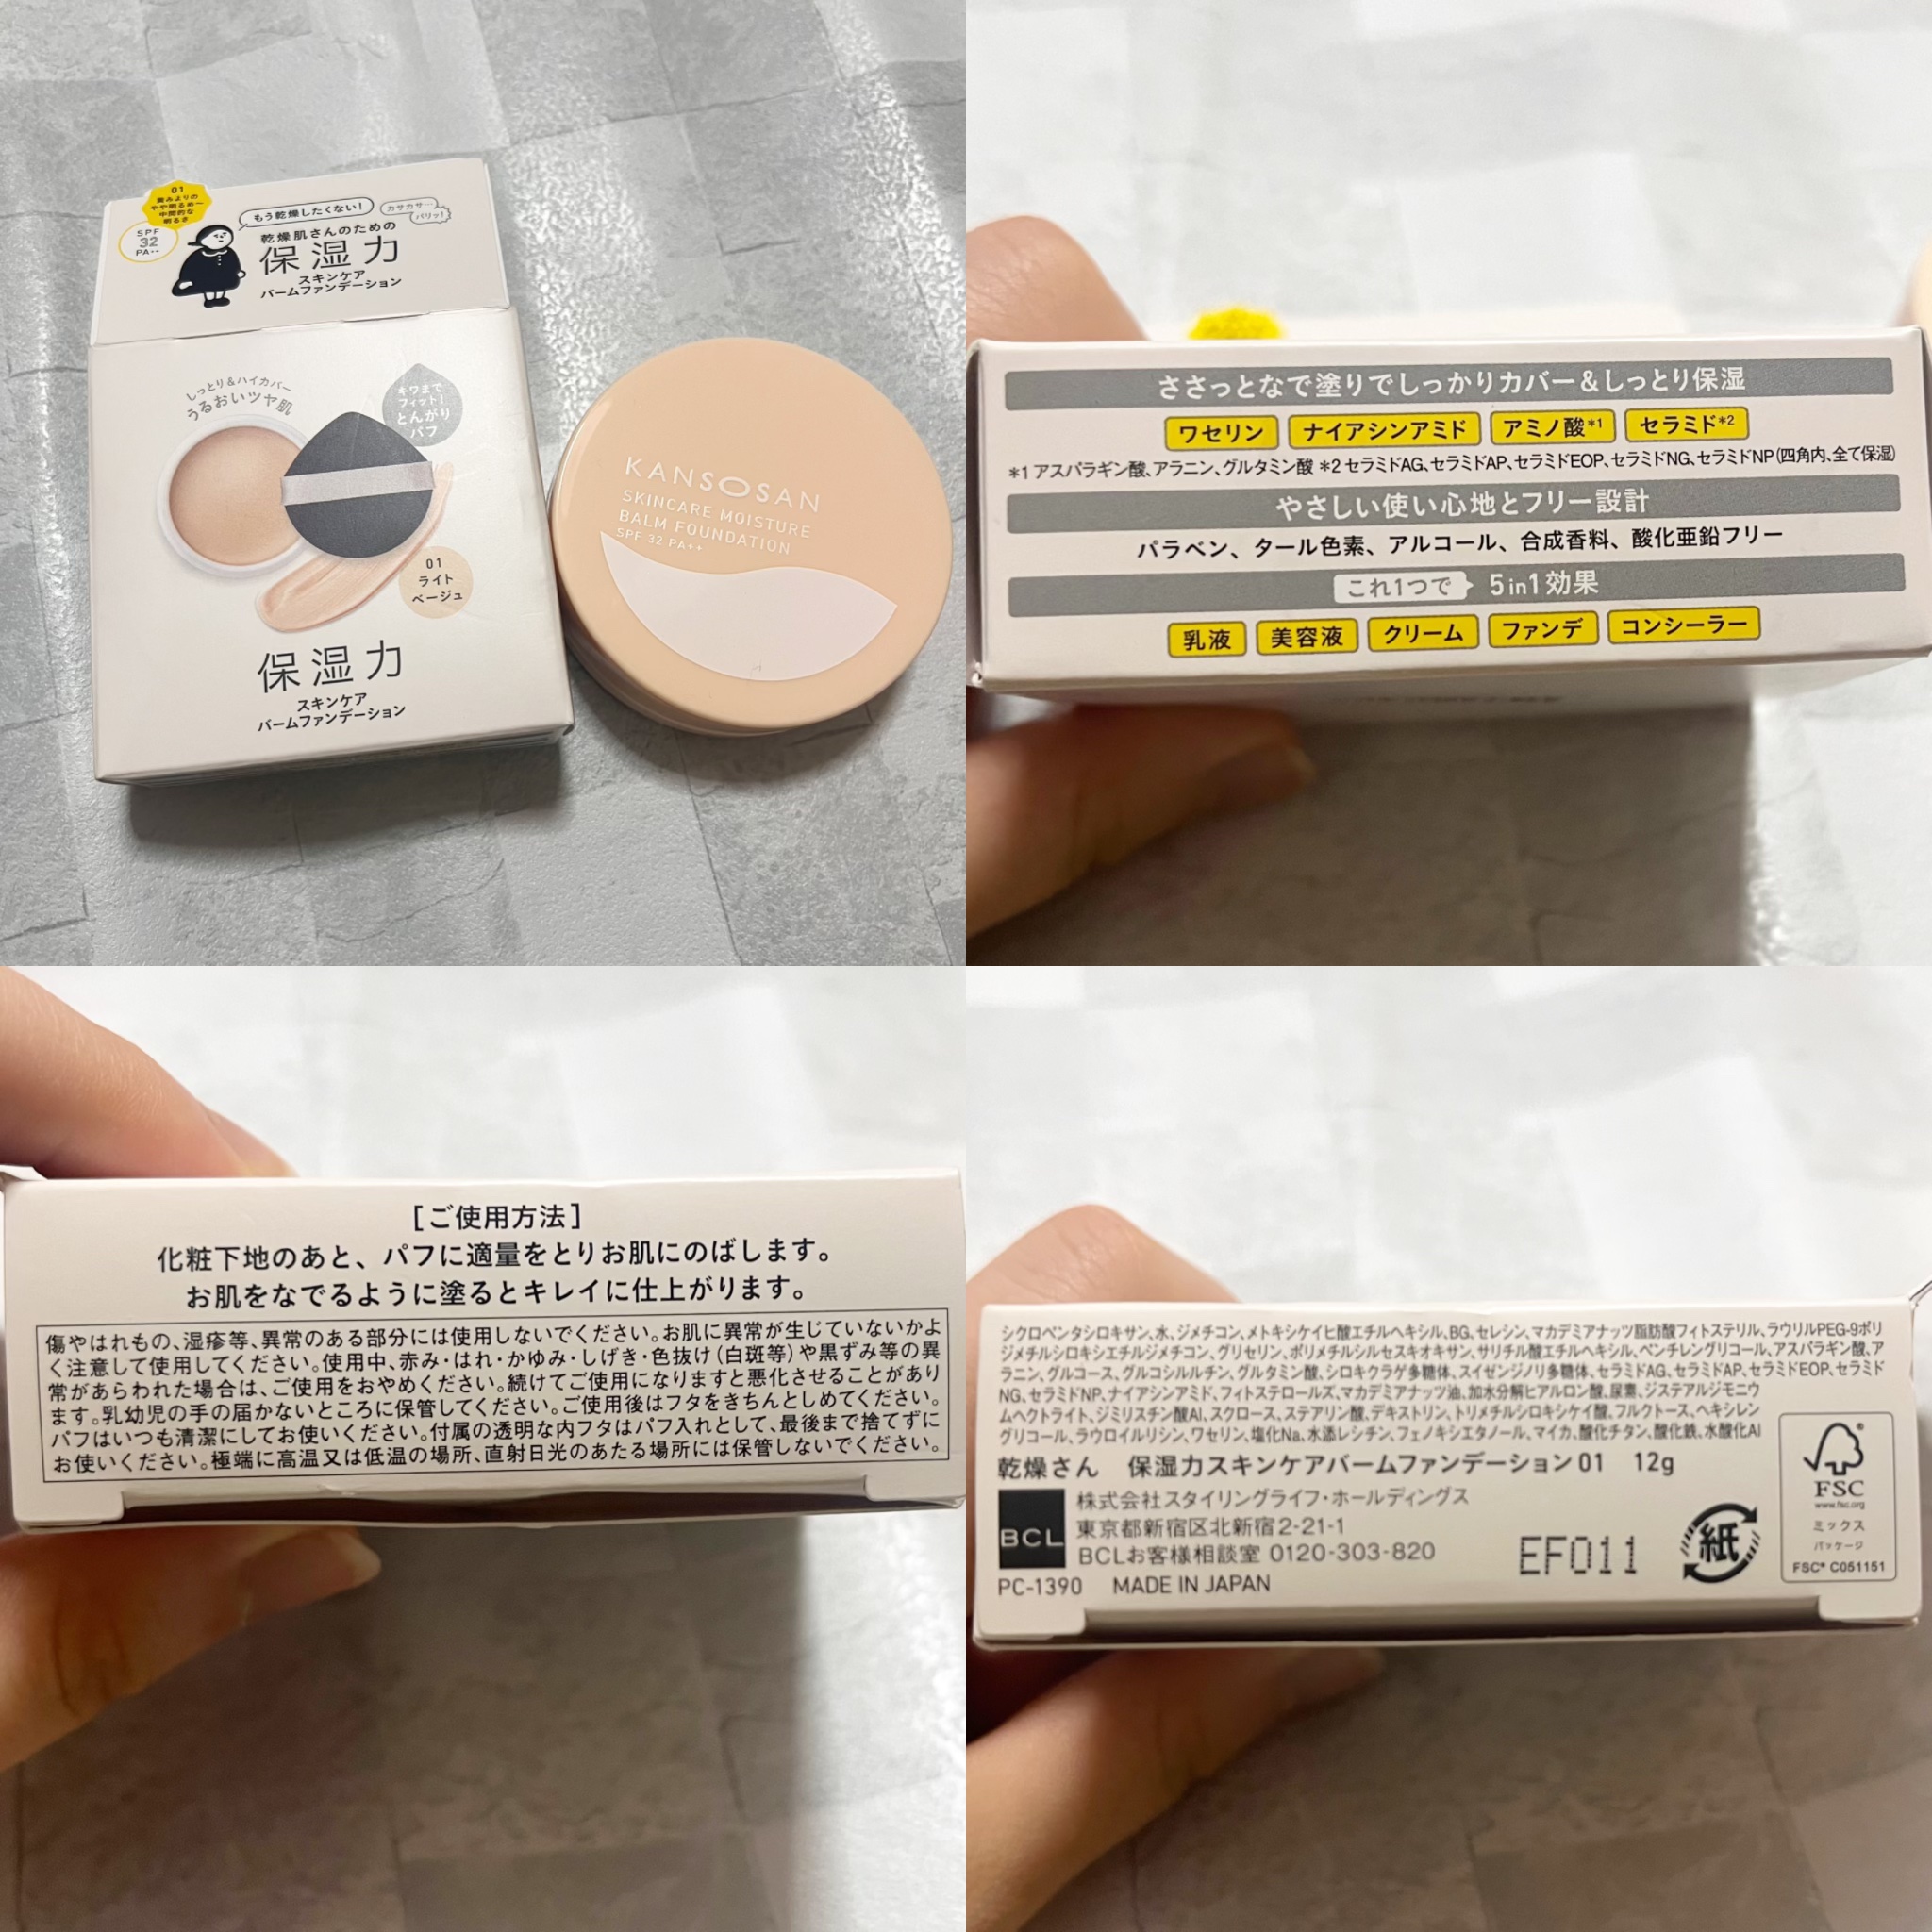 01
黄みよりの
やや明るめ〜
中間的な
明るさ
SPF
32
PA++
もう乾燥したくない!
カサカサ…
パリッ!
乾燥肌さんのための
保湿力
スキンケア
バームファンデーション
しっとり&ハイカバー
うるおいツヤ肌
キワまで
フィット!
とんがり
パフ
01
ライト
ベージュ
保湿力
スキンケア
バームファンデーション
KANSOSAN
SKINCARE MOISTURE
BALM FOUNDATION
SPF 32 PA++
ささっとなで塗りでしっかりカバー&しっとり保湿
ワセリン ナイアシンアミド アミノ酸*1 セラミド*2
*1 アスパラギン酸、アラニン、グルタミン酸 *2 セラミドAG、セラミドAP、セラミドEOP、セラミドNG、セラミドNP(四角内、全て保湿)
やさしい使い心地とフリー設計
パラベン、タール色素、アルコール、合成香料、酸化亜鉛フリー
これ1つで 5in1効果
乳液 美容液 クリーム ファンデ コンシーラー
[ご使用方法]
化粧下地のあと、パフに適量をとりお肌にのばします。
お肌をなでるように塗るとキレイに仕上がります。
傷やはれもの、湿疹等、異常のある部分には使用しないでください。お肌に異常が生じていないかよ
く注意して使用してください。使用中、赤み・はれ・かゆみ・しげき・色抜け(白斑等)や黒ずみ等の異
常があらわれた場合は、ご使用をおやめください。続けてご使用になりますと悪化させることがあり
ます。乳幼児の手の届かないところに保管してください。ご使用後はフタをきちんとしめてください。
パフはいつも清潔にしてお使いください。付属の透明な内フタはパフ入れとして、最後まで捨てずに
お使いください。極端に高温又は低温の場所、直射日光のあたる場所には保管しないでください。
シクロペンタシロキサン、水、ジメチコン、メトキシケイヒ酸エチルヘキシル、BG、セレシン、マカデミアナッツ脂肪酸フィトステリル、ラウリルPEG-9ポリ
ジメチルシロキシエチルジメチコン、グリセリン、ポリメチルシルセスキオキサン、サリチル酸エチルヘキシル、ペンチレングリコール、アスパラギン酸、ア
ラニン、グルコース、グルコシルルチン、グルタミン酸、シロキクラゲ多糖体、スイゼンジノリ多糖体、セラミドAG、セラミドAP、セラミドEOP、セラミド
NG、セラミドNP、ナイアシンアミド、フィトステロールズ、マカデミアナッツ油、加水分解ヒアルロン酸、尿素、ジステアルジモニウ
ムヘクトライト、ジミリスチン酸Al、スクロース、ステアリン酸、デキストリン、トリメチルシロキシケイ酸、フルクトース、ヘキシレン
グリコール、ラウロイルリシン、ワセリン、塩化Na、水添レシチン、フェノキシエタノール、マイカ、酸化チタン、酸化鉄、水酸化Al
乾燥さん 保湿力スキンケアバームファンデーション01 12g
BCL
株式会社スタイリングライフ・ホールディングス
東京都新宿区北新宿2-21-1
BCLお客様相談室 0120-303-820
PC-1390 MADE IN JAPAN
EF011
紙
FSC
www.fsc.org
ミックス
パッケージ
FSC® C051151